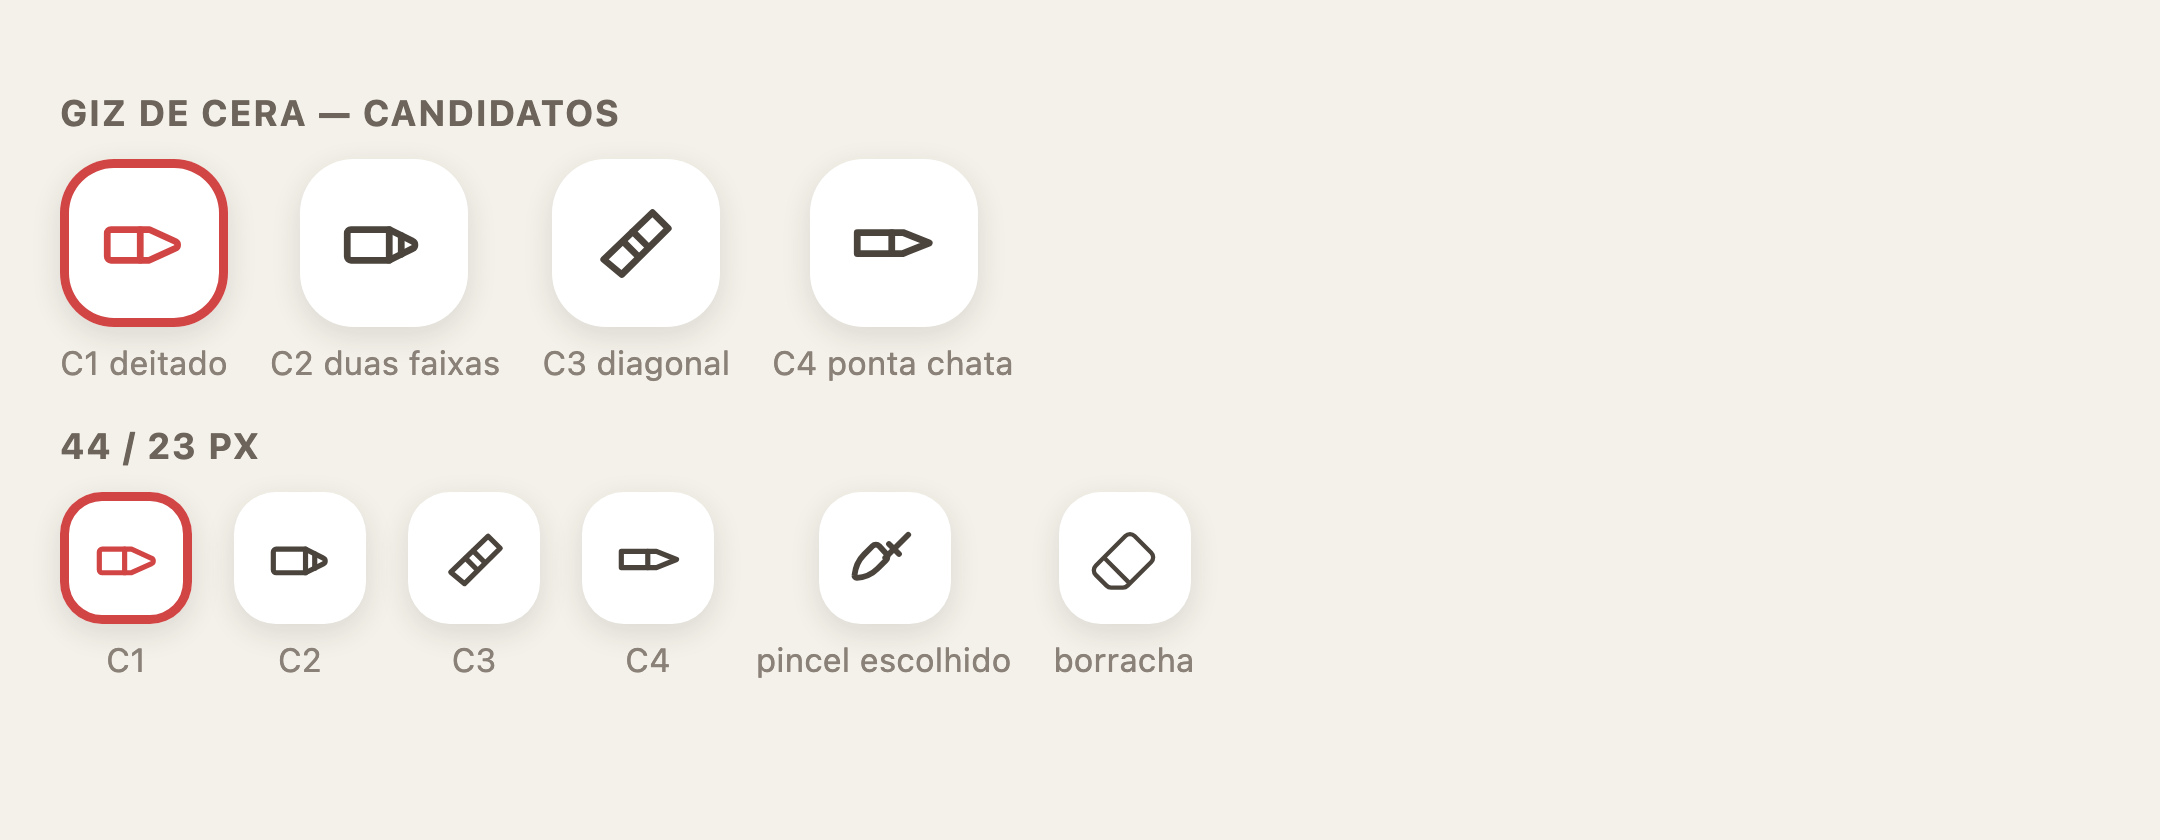 GIZ DE CERA — CANDIDATOS
C1 deitado C2 duas faixas C3 diagonal C4 ponta chata
44 / 23 PX
C1 C2 C3 C4 pincel escolhido borracha